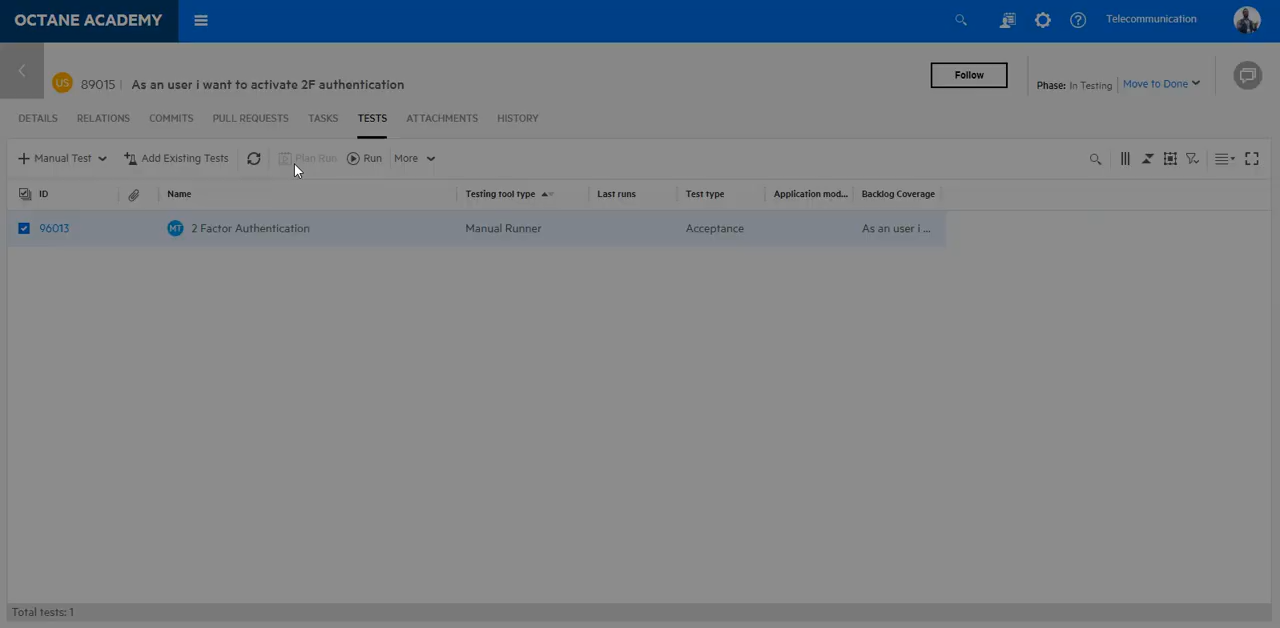 OCTANE ACADEMY
Telecommunication
US 89015 | As an user i want to activate 2F authentication
Follow
Phase: In Testing
Move to Done
DETAILS RELATIONS COMMITS PULL REQUESTS TASKS TESTS ATTACHMENTS HISTORY
Manual Test Add Existing Tests Plan Run Run More
ID Name Testing tool type Last runs Test type Application mod... Backlog Coverage
96013 MT 2 Factor Authentication Manual Runner Acceptance As an user i ...
Total tests: 1